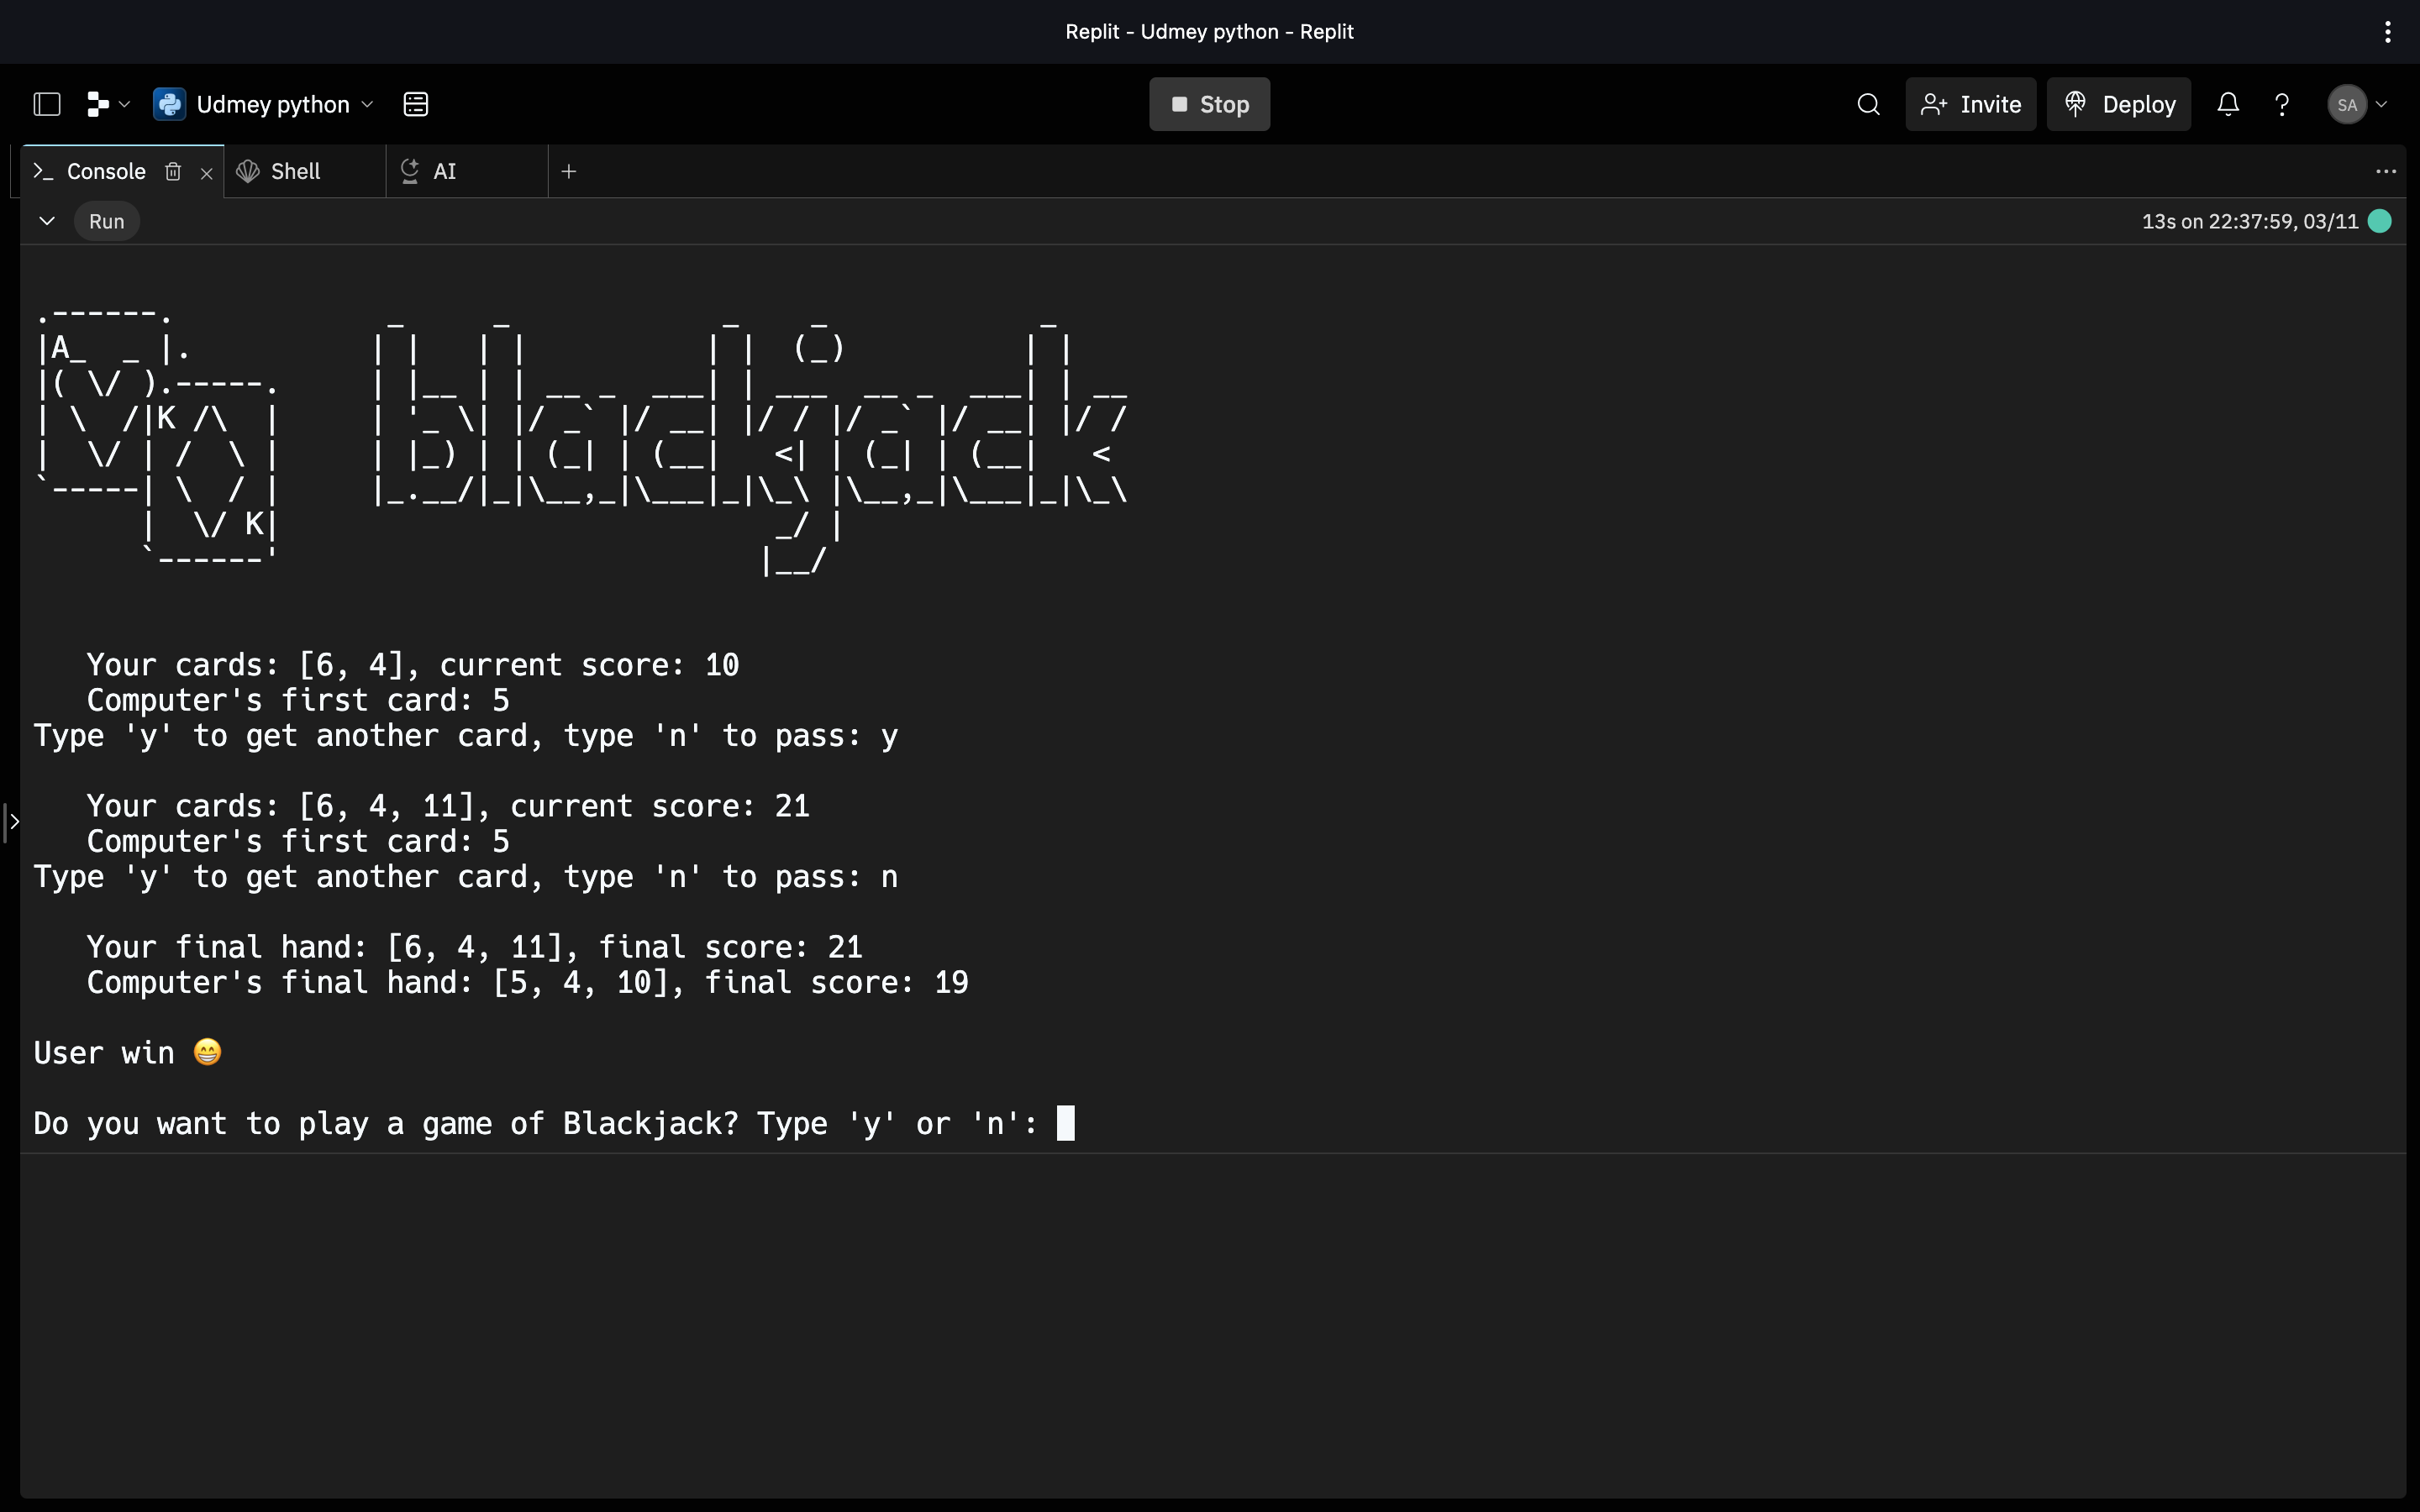 Replit - Udmey python - Replit
Udmey python
Stop
Invite
Deploy
?
SA
>_ Console
Shell
AI
+
Run
13s on 22:37:59, 03/11
.------.            _     _            _    _            _
|A_  _ |.          | |   | |          | |  (_)          | |
|( \/ ).-----.     | |__ | | __ _  ___| | ___  __ _  ___| | __
| \  /|K /\  |     | '_ \| |/ _` |/ __| |/ / |/ _` |/ __| |/ /
|  \/ | /  \ |     | |_) | | (_| | (__|   <| | (_| | (__|   <
`-----| \  / |     |_.__/|_|\__,_|\___|_|\_\ |\__,_|\___|_|\_\
      |  \/ K|                            _/ |
      `------'                           |__/
Your cards: [6, 4], current score: 10
Computer's first card: 5
Type 'y' to get another card, type 'n' to pass: y
Your cards: [6, 4, 11], current score: 21
Computer's first card: 5
Type 'y' to get another card, type 'n' to pass: n
Your final hand: [6, 4, 11], final score: 21
Computer's final hand: [5, 4, 10], final score: 19
User win 😁
Do you want to play a game of Blackjack? Type 'y' or 'n':